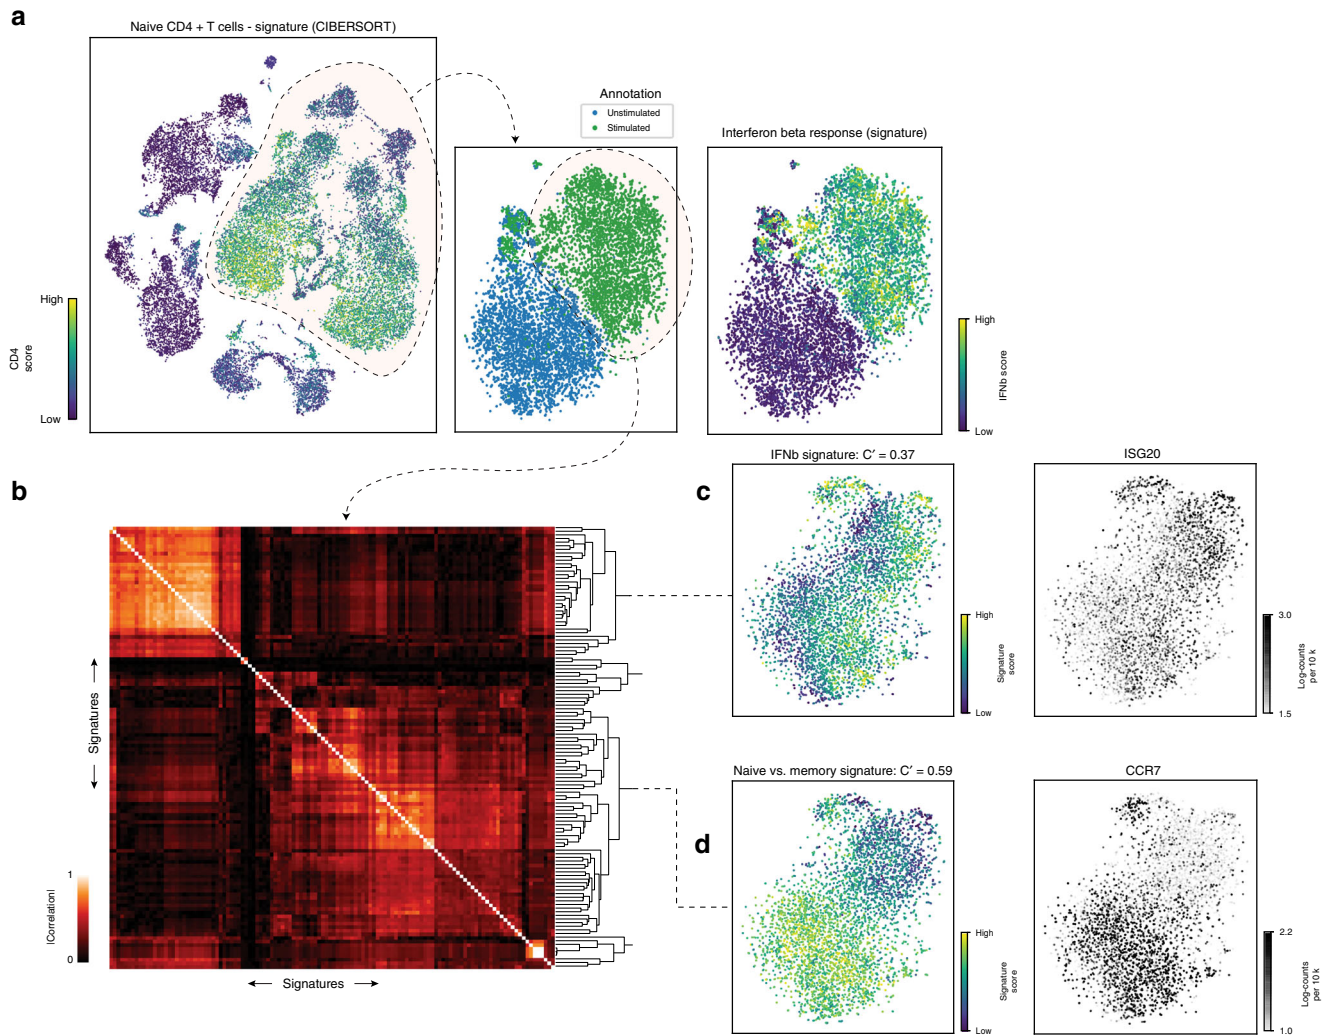 a
Naive CD4 + T cells - signature (CIBERSORT)
High
CD4
score
Low
Annotation
Unstimulated
Stimulated
Interferon beta response (signature)
High
IFNb score
Low
b
Signatures
1
|Correlation|
0
Signatures
c
IFNb signature: C′ = 0.37
High
Signature
score
Low
ISG20
3.0
Log-counts
per 10 k
1.5
d
Naive vs. memory signature: C′ = 0.59
High
Signature
score
Low
CCR7
2.2
Log-counts
per 10 k
1.0